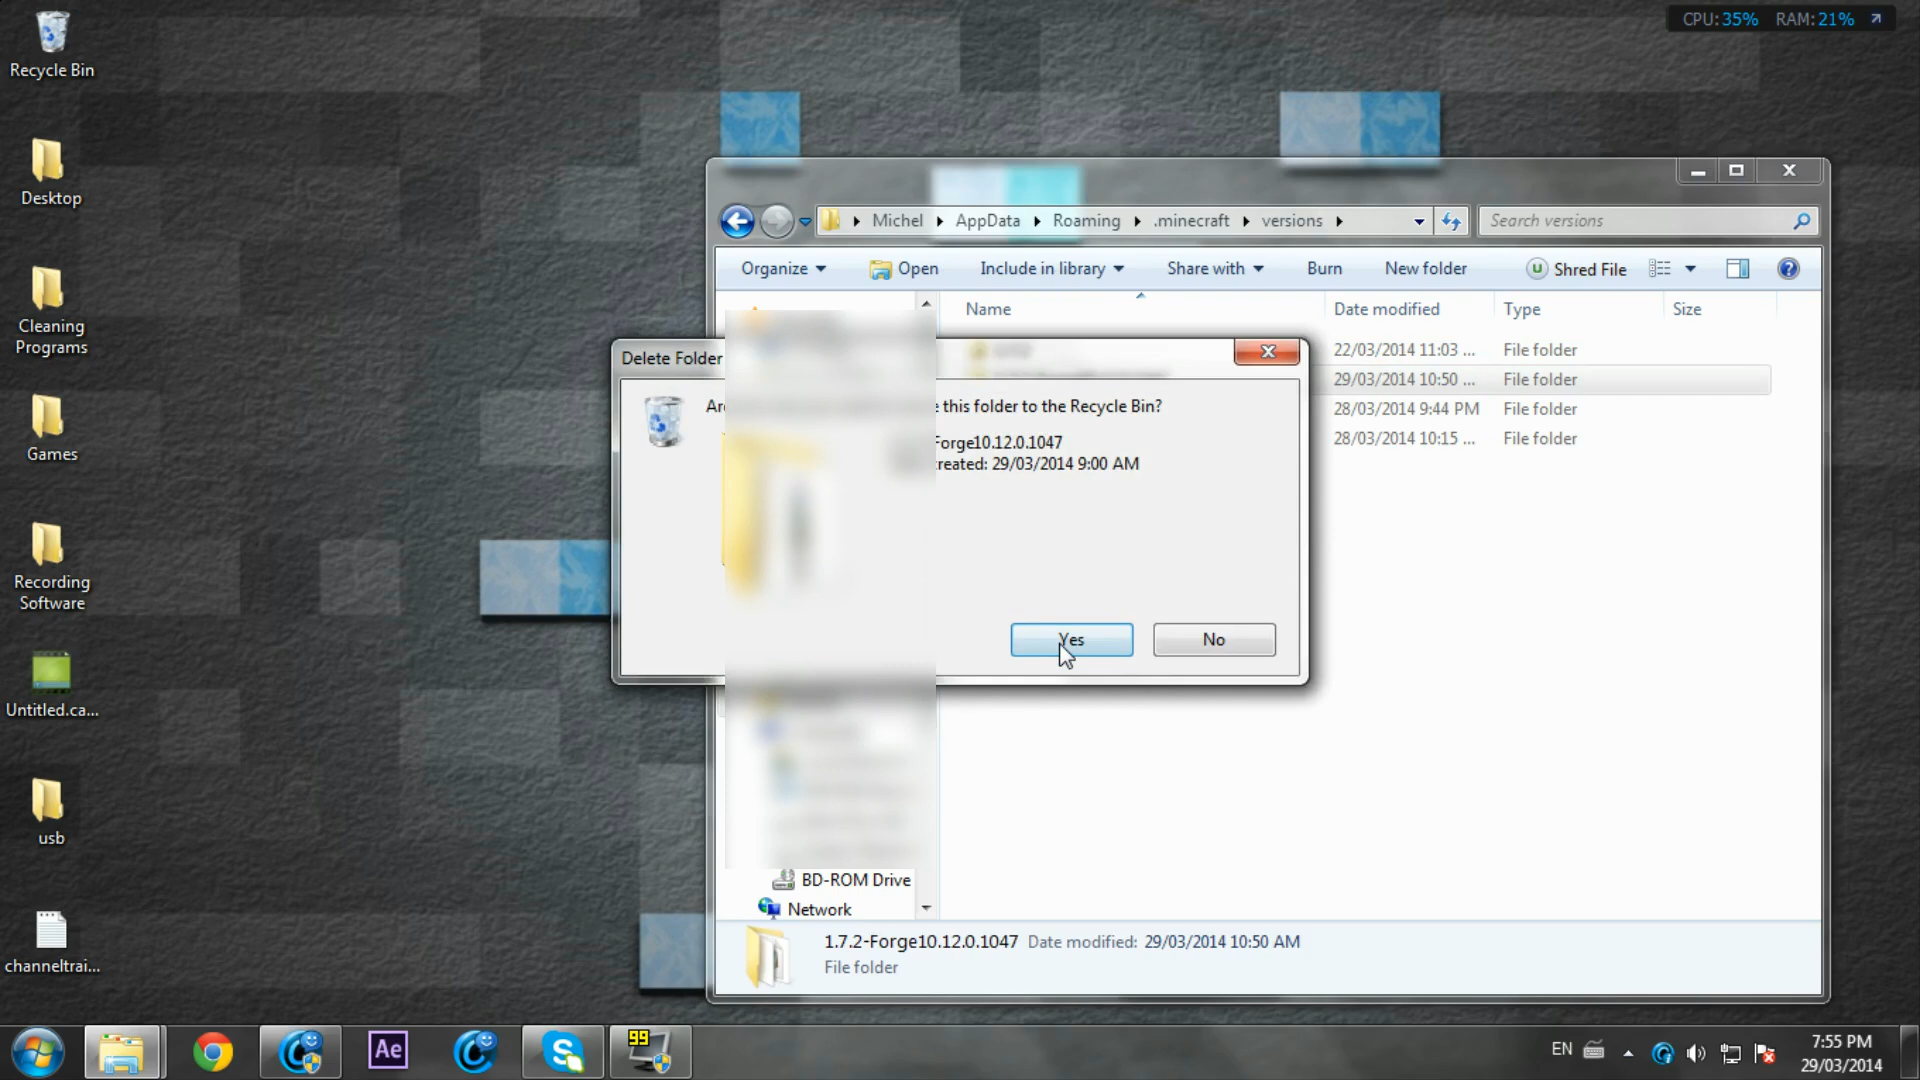 CPU: 35% RAM: 21%
Recycle Bin
Desktop
Cleaning
Programs
Games
Recording
Software
Untitled.ca...
usb
channeltrai...
Michel AppData Roaming .minecraft versions
Search versions
Organize Open Include in library Share with Burn New folder Shred File
Name Date modified Type Size
22/03/2014 11:03 ... File folder
29/03/2014 10:50 ... File folder
28/03/2014 9:44 PM File folder
28/03/2014 10:15 ... File folder
Delete Folder
this folder to the Recycle Bin?
Forge10.12.0.1047
created: 29/03/2014 9:00 AM
Yes No
BD-ROM Drive
Network
1.7.2-Forge10.12.0.1047 Date modified: 29/03/2014 10:50 AM
File folder
Ae
99
EN
7:55 PM
29/03/2014